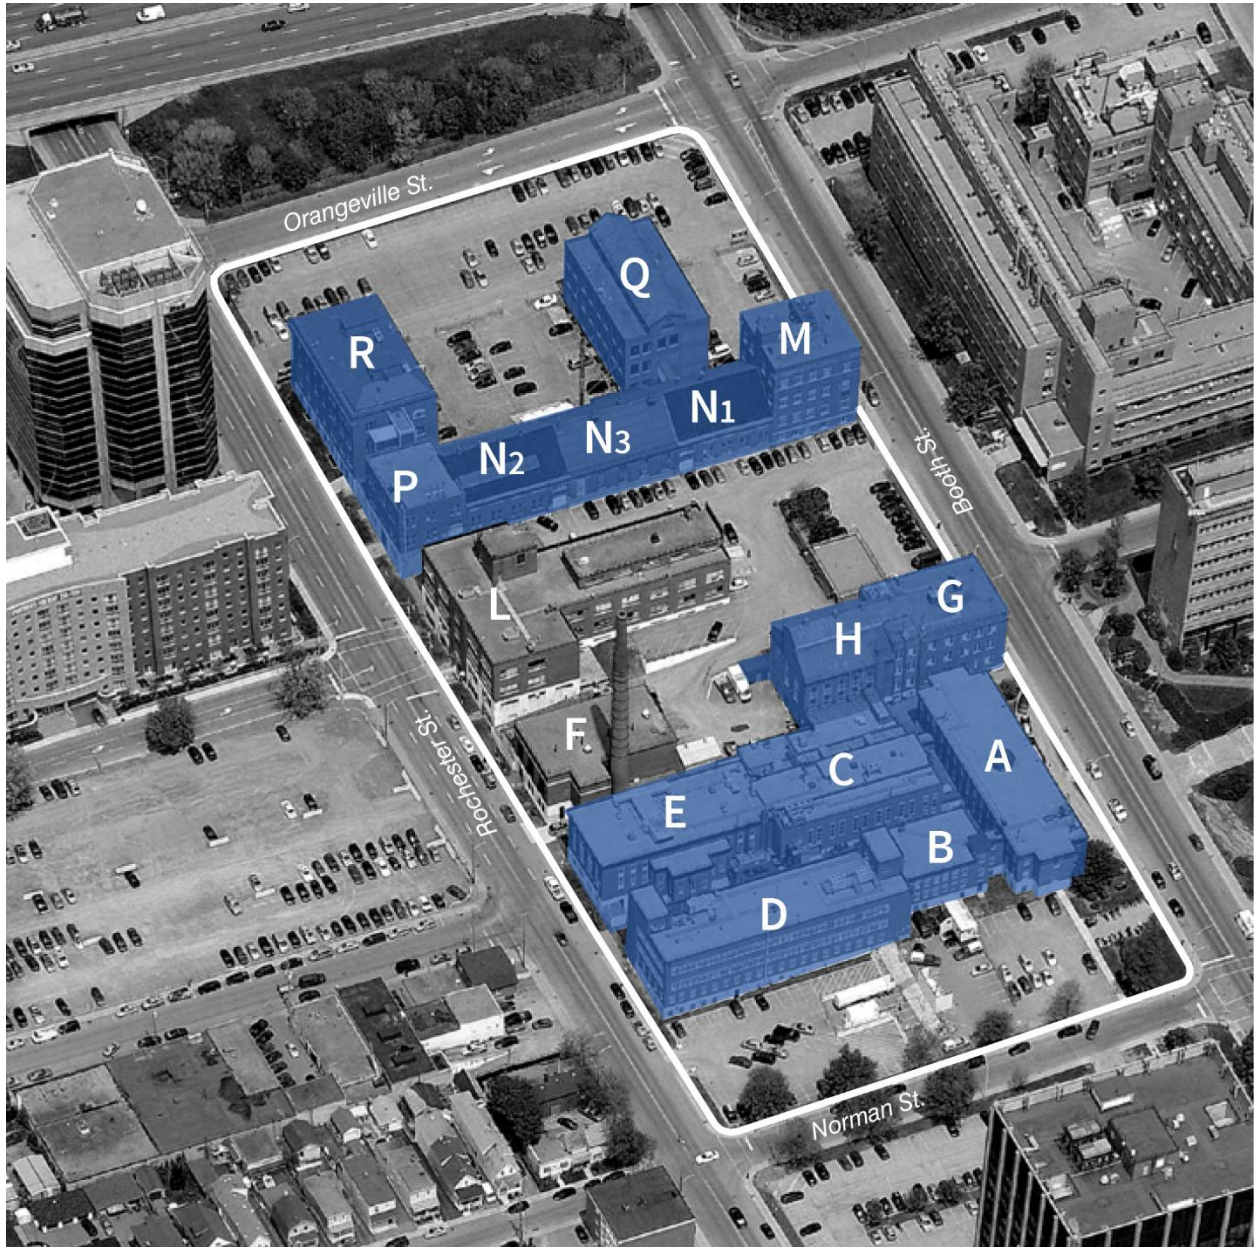 Orangeville St.
Q
R
M
N1
N3
N2
P
Booth St.
L
G
H
F
Rochester St.
A
C
E
B
D
Norman St.